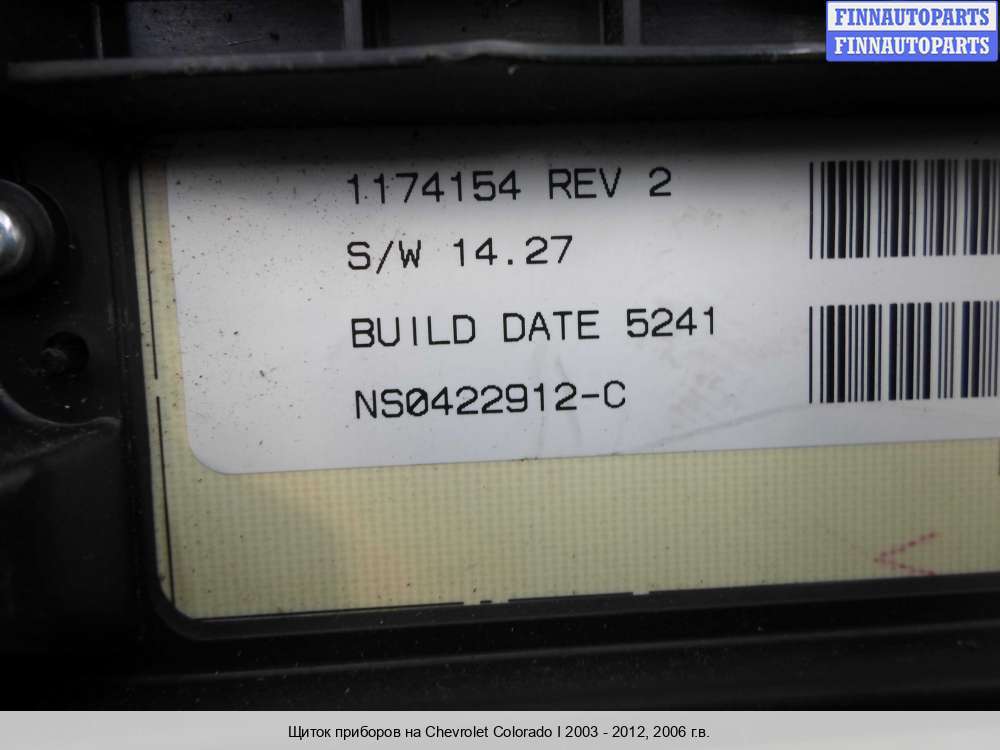 FINNAUTOPARTS
FINNAUTOPARTS
1174154 REV 2
S/W 14.27
BUILD DATE 5241
NS0422912-C
Щиток приборов на Chevrolet Colorado I 2003 - 2012, 2006 г.в.